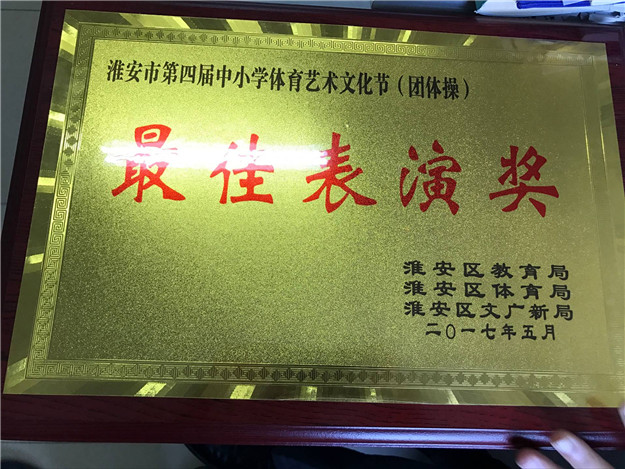 淮安市第四届中小学体育艺术文化节（团体操）
最佳表演奖
淮安区教育局
淮安区体育局
淮安区文广新局
二〇一七年五月